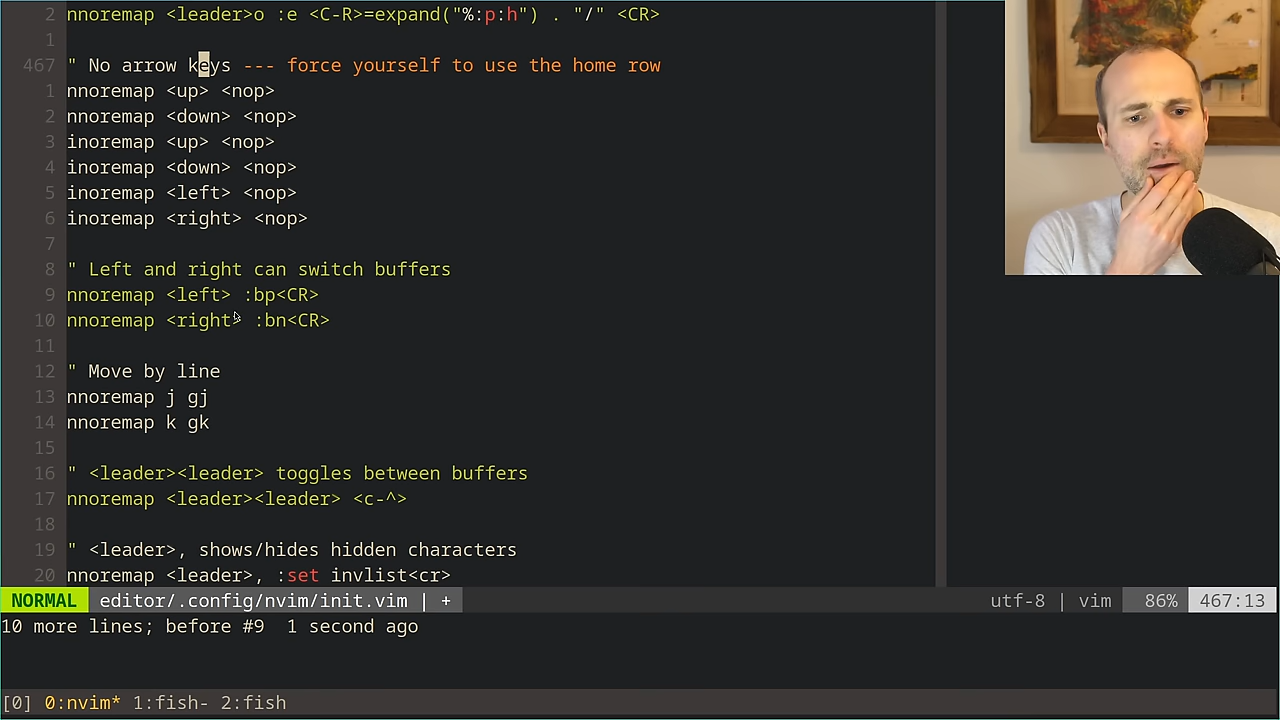 2 nnoremap <leader>o :e <C-R>=expand("%:p:h") . "/" <CR>
1
467 " No arrow keys --- force yourself to use the home row
1 nnoremap <up> <nop>
2 nnoremap <down> <nop>
3 inoremap <up> <nop>
4 inoremap <down> <nop>
5 inoremap <left> <nop>
6 inoremap <right> <nop>
7
8 " Left and right can switch buffers
9 nnoremap <left> :bp<CR>
10 nnoremap <right> :bn<CR>
11
12 " Move by line
13 nnoremap j gj
14 nnoremap k gk
15
16 " <leader><leader> toggles between buffers
17 nnoremap <leader><leader> <c-^>
18
19 " <leader>, shows/hides hidden characters
20 nnoremap <leader>, :set invlist<cr>
NORMAL editor/.config/nvim/init.vim | + utf-8 | vim 86% 467:13
10 more lines; before #9 1 second ago
[0] 0:nvim* 1:fish- 2:fish